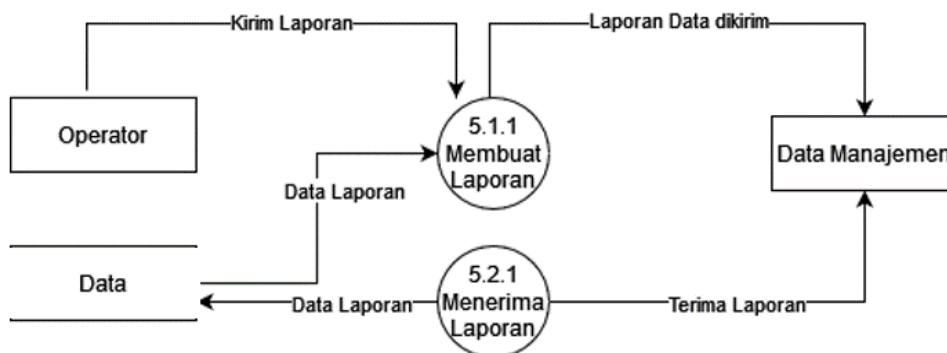 Kirim Laporan
Laporan Data dikirim
Operator
5.1.1
Membuat
Laporan
Data Manajemen
Data Laporan
Data
5.2.1
Menerima
Laporan
Data Laporan
Terima Laporan